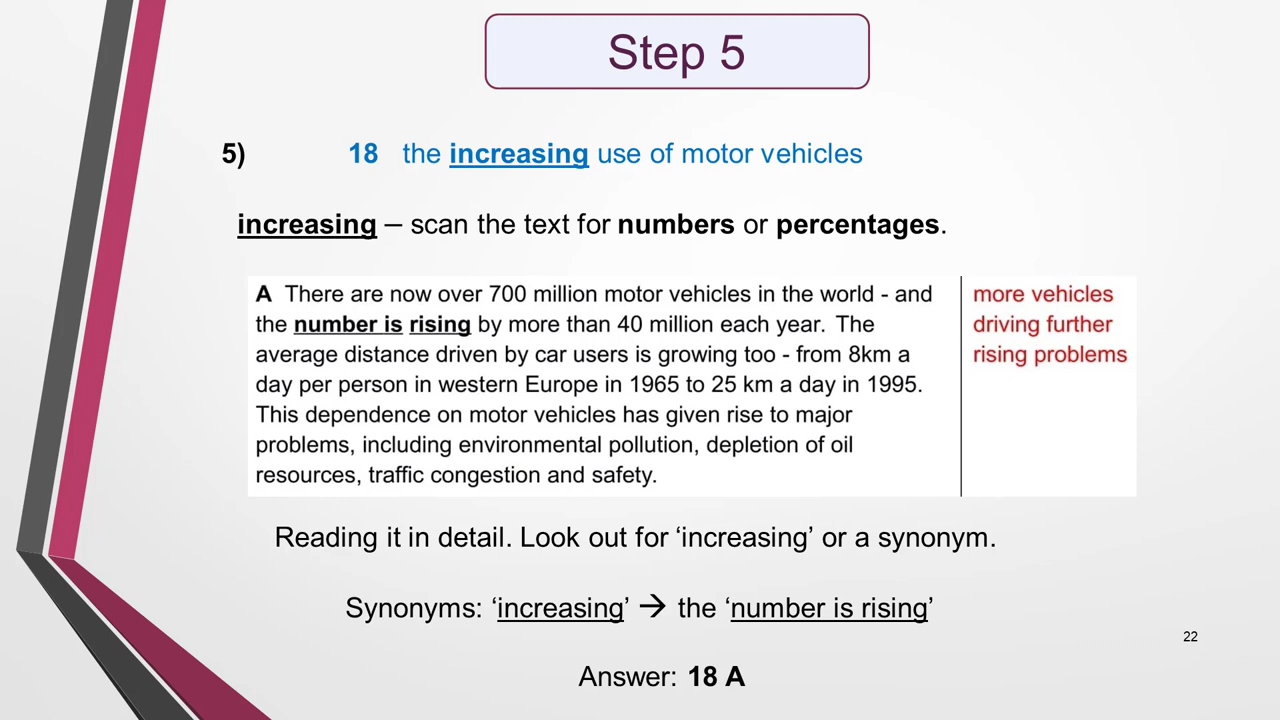 Step 5
5) 18 the increasing use of motor vehicles
increasing – scan the text for numbers or percentages.
A There are now over 700 million motor vehicles in the world - and
the number is rising by more than 40 million each year. The
average distance driven by car users is growing too - from 8km a
day per person in western Europe in 1965 to 25 km a day in 1995.
This dependence on motor vehicles has given rise to major
problems, including environmental pollution, depletion of oil
resources, traffic congestion and safety.
more vehicles
driving further
rising problems
Reading it in detail. Look out for ‘increasing’ or a synonym.
Synonyms: ‘increasing’ → the ‘number is rising’
22
Answer: 18 A